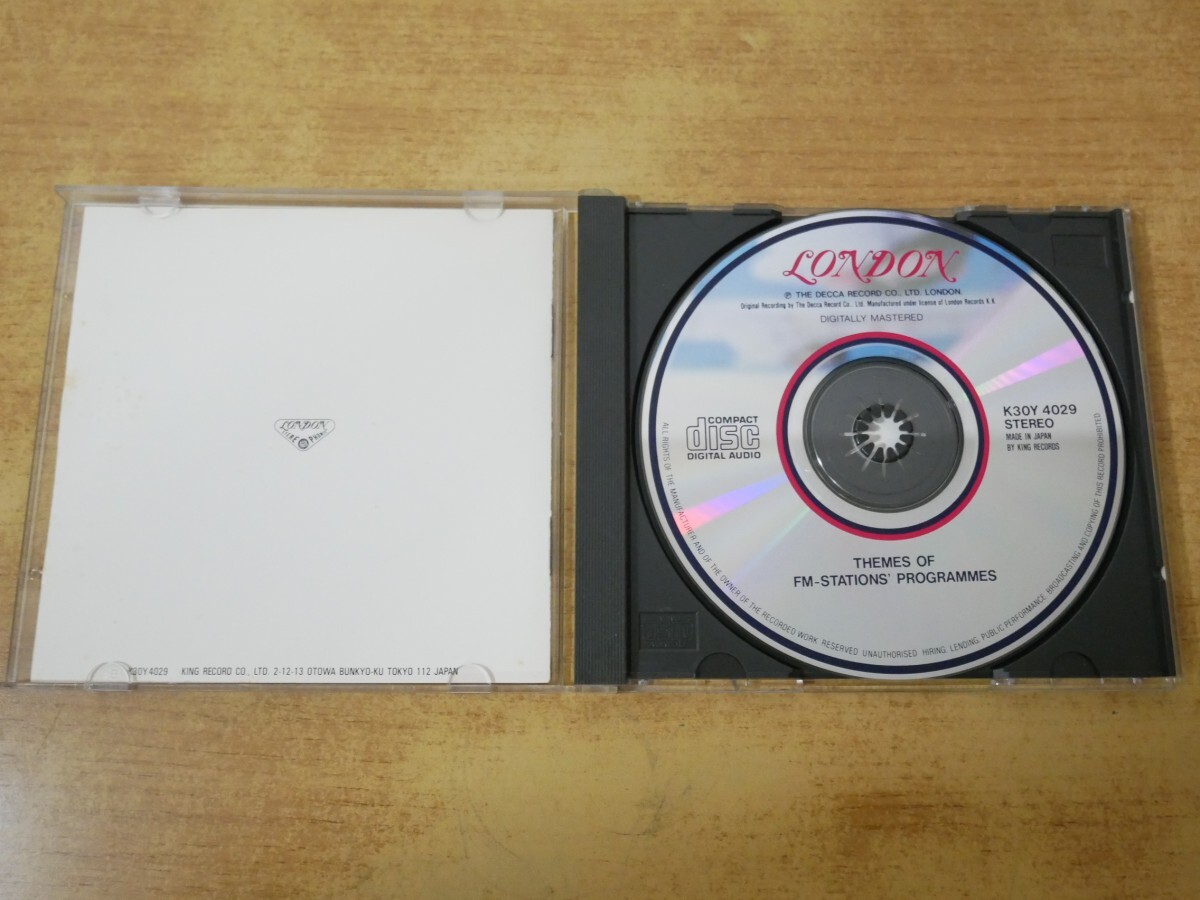 LONDON
K30Y 4029 KING RECORD CO., LTD. 2-12-13 OTOWA BUNKYO-KU TOKYO 112 JAPAN
LONDON
℗ THE DECCA RECORD CO., LTD. LONDON.
Original Recording by The Decca Record Co., Ltd. Manufactured under license of London Records K.K.
DIGITALLY MASTERED
COMPACT
disc
DIGITAL AUDIO
K30Y 4029
STEREO
MADE IN JAPAN
BY KING RECORDS
THEMES OF
FM-STATIONS' PROGRAMMES
ALL RIGHTS OF THE MANUFACTURER AND OF THE OWNER OF THE RECORDED WORK. RESERVED. UNAUTHORISED. HIRING. LENDING. PUBLIC PERFORMANCE. BROADCASTING AND COPYING OF THIS RECORD PROHIBITED.